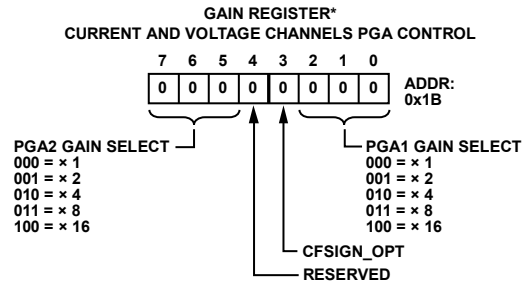 GAIN REGISTER*
CURRENT AND VOLTAGE CHANNELS PGA CONTROL
7 6 5 4 3 2 1 0
0 0 0 0 0 0 0 0
ADDR:
0x1B
PGA2 GAIN SELECT
000 = × 1
001 = × 2
010 = × 4
011 = × 8
100 = × 16
PGA1 GAIN SELECT
000 = × 1
001 = × 2
010 = × 4
011 = × 8
100 = × 16
CFSIGN_OPT
RESERVED